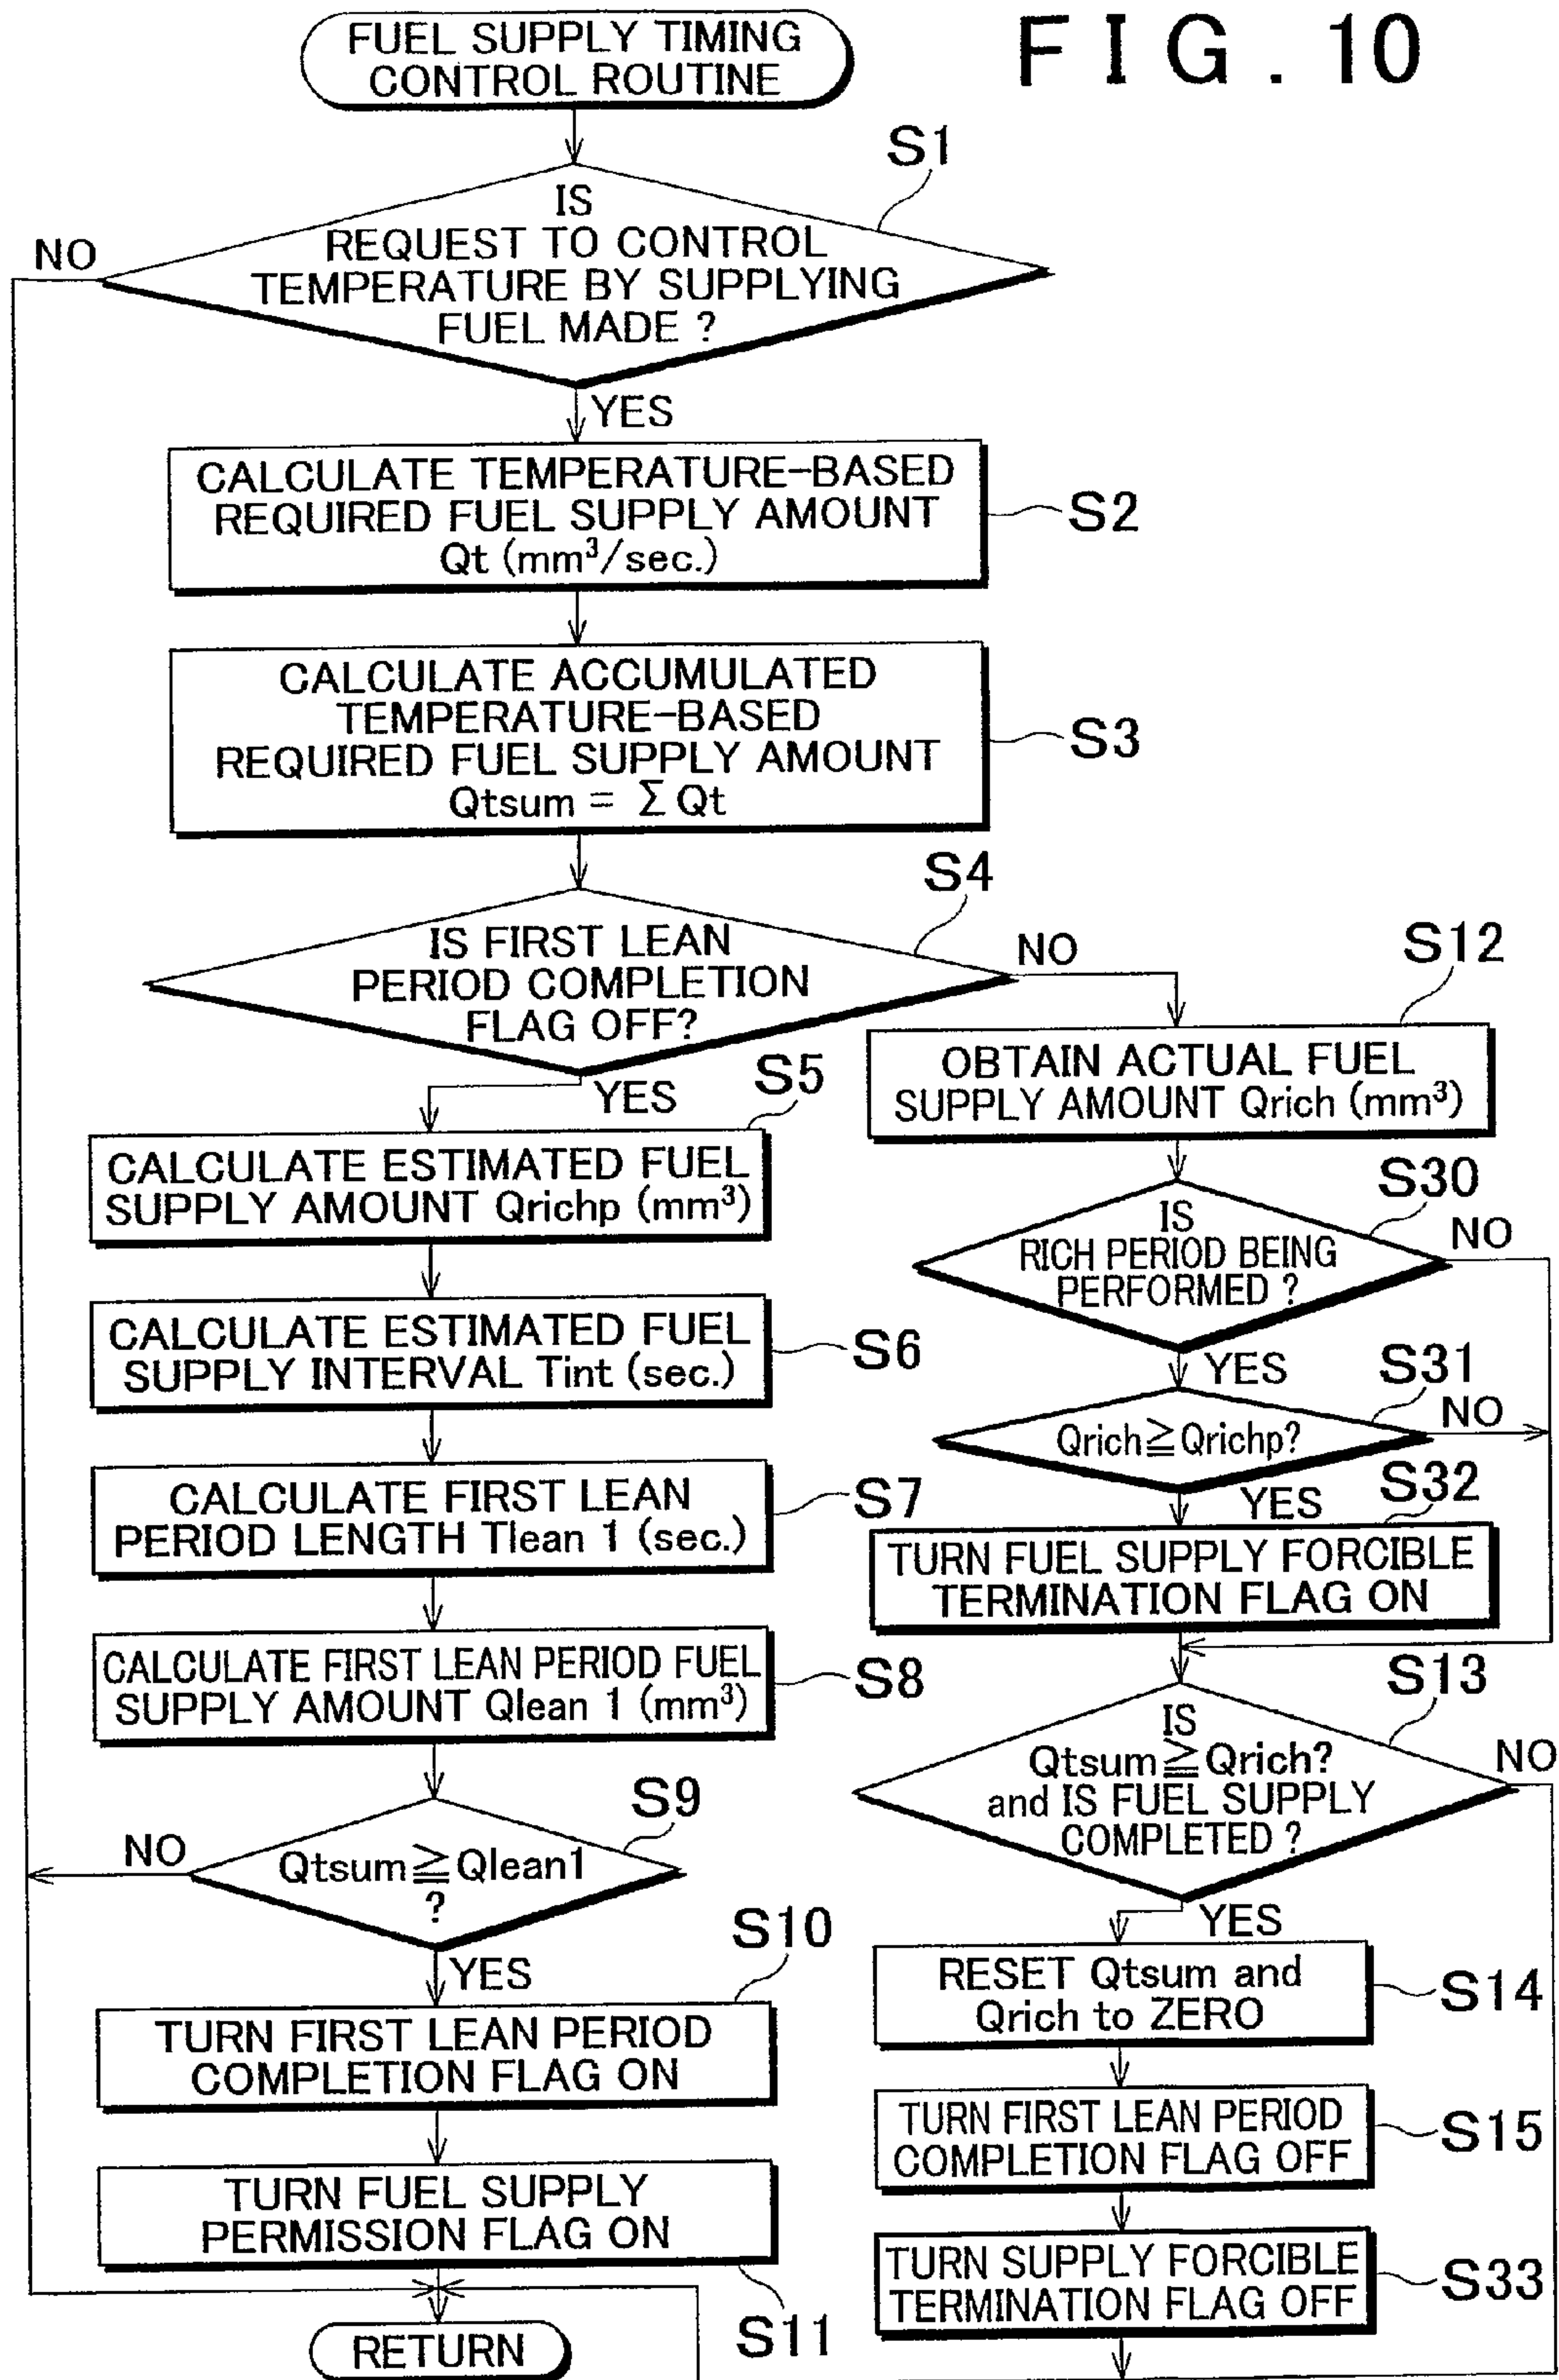 FIG. 10
FUEL SUPPLY TIMING
CONTROL ROUTINE
S1
IS
REQUEST TO CONTROL
TEMPERATURE BY SUPPLYING
FUEL MADE ?
NO
YES
CALCULATE TEMPERATURE-BASED
REQUIRED FUEL SUPPLY AMOUNT
Qt (mm³/sec.)
S2
CALCULATE ACCUMULATED
TEMPERATURE-BASED
REQUIRED FUEL SUPPLY AMOUNT
Qtsum = Σ Qt
S3
S4
IS FIRST LEAN
PERIOD COMPLETION
FLAG OFF?
NO
YES
S5
CALCULATE ESTIMATED FUEL
SUPPLY AMOUNT Qrichp (mm³)
CALCULATE ESTIMATED FUEL
SUPPLY INTERVAL Tint (sec.)
S6
CALCULATE FIRST LEAN
PERIOD LENGTH Tlean 1 (sec.)
S7
CALCULATE FIRST LEAN PERIOD FUEL
SUPPLY AMOUNT Qlean 1 (mm³)
S8
S9
NO
Qtsum≧Qlean1
?
YES
S10
TURN FIRST LEAN PERIOD
COMPLETION FLAG ON
TURN FUEL SUPPLY
PERMISSION FLAG ON
S11
RETURN
S12
OBTAIN ACTUAL FUEL
SUPPLY AMOUNT Qrich (mm³)
S30
IS
RICH PERIOD BEING
PERFORMED ?
NO
YES
S31
Qrich≧Qrichp?
NO
YES
S32
TURN FUEL SUPPLY FORCIBLE
TERMINATION FLAG ON
S13
IS
Qtsum≧Qrich?
and IS FUEL SUPPLY
COMPLETED ?
NO
YES
RESET Qtsum and
Qrich to ZERO
S14
TURN FIRST LEAN PERIOD
COMPLETION FLAG OFF
S15
TURN SUPPLY FORCIBLE
TERMINATION FLAG OFF
S33